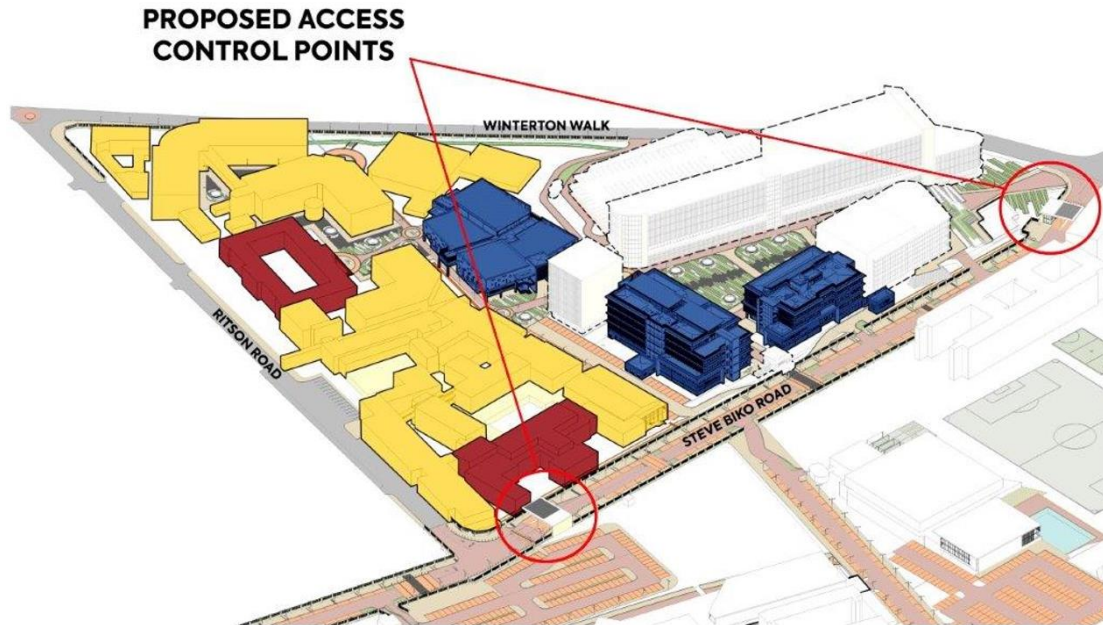 PROPOSED ACCESS
CONTROL POINTS
WINTERTON WALK
RITSON ROAD
STEVE BIKO ROAD